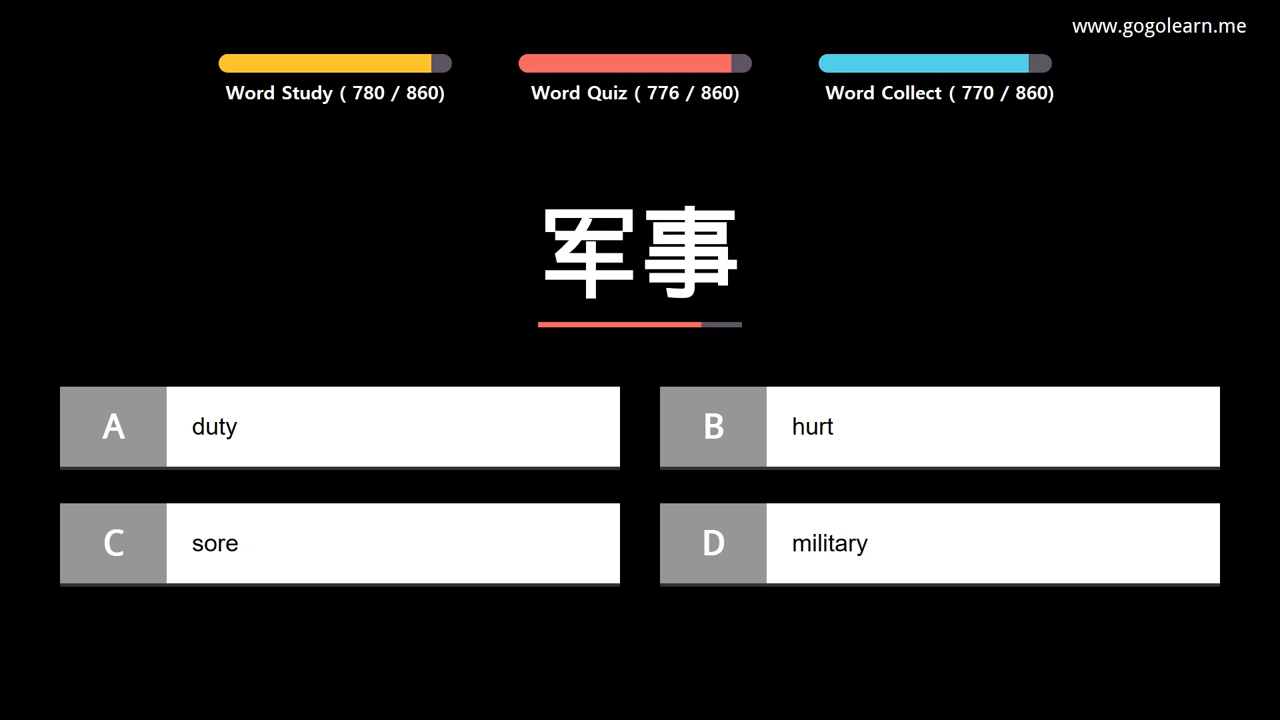 www.gogolearn.me
Word Study ( 780 / 860)
Word Quiz ( 776 / 860)
Word Collect ( 770 / 860)
军事
A duty
B hurt
C sore
D military